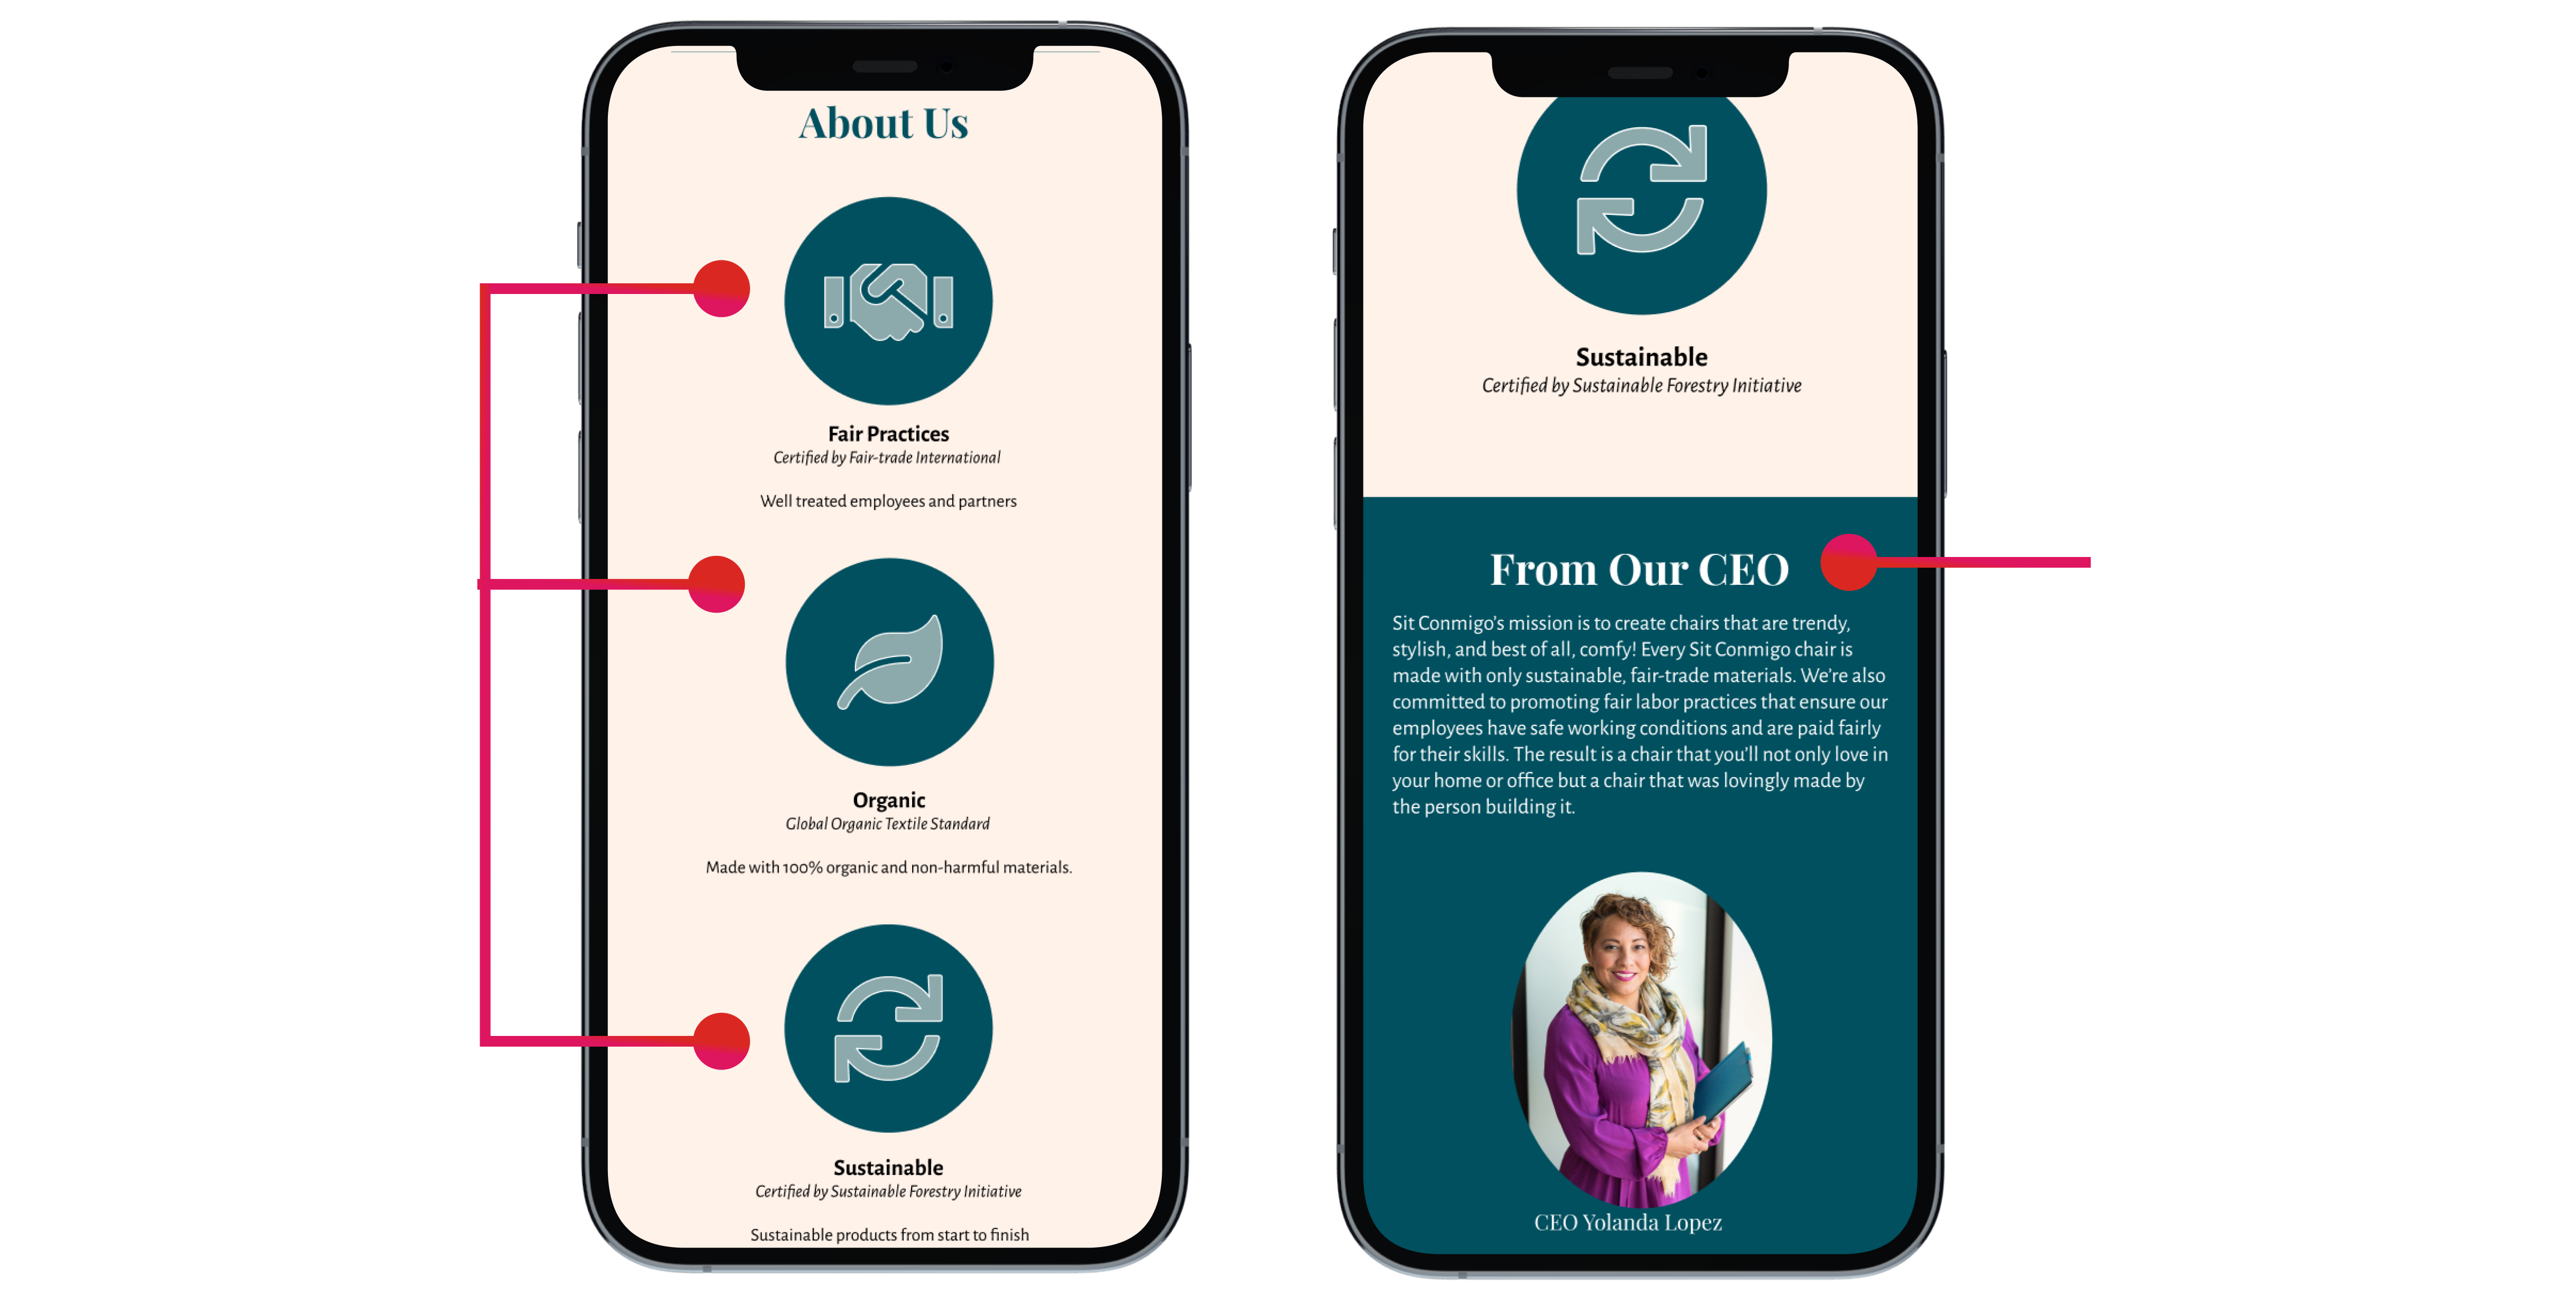 About Us
Fair Practices
Certified by Fair-trade International
Well treated employees and partners
Organic
Global Organic Textile Standard
Made with 100% organic and non-harmful materials.
Sustainable
Certified by Sustainable Forestry Initiative
Sustainable products from start to finish
Sustainable
Certified by Sustainable Forestry Initiative
From Our CEO
Sit Conmigo's mission is to create chairs that are trendy,
stylish, and best of all, comfy! Every Sit Conmigo chair is
made with only sustainable, fair-trade materials. We're also
committed to promoting fair labor practices that ensure our
employees have safe working conditions and are paid fairly
for their skills. The result is a chair that you'll not only love in
your home or office but a chair that was lovingly made by
the person building it.
CEO Yolanda Lopez